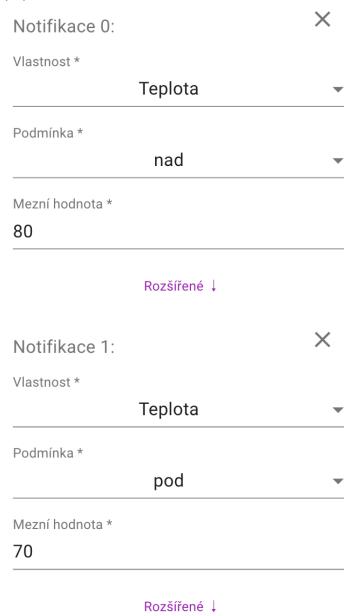 Notifikace 0:
Vlastnost *
Teplota
Podmínka *
nad
Mezní hodnota *
80
Rozšířené ↓
Notifikace 1:
Vlastnost *
Teplota
Podmínka *
pod
Mezní hodnota *
70
Rozšířené ↓